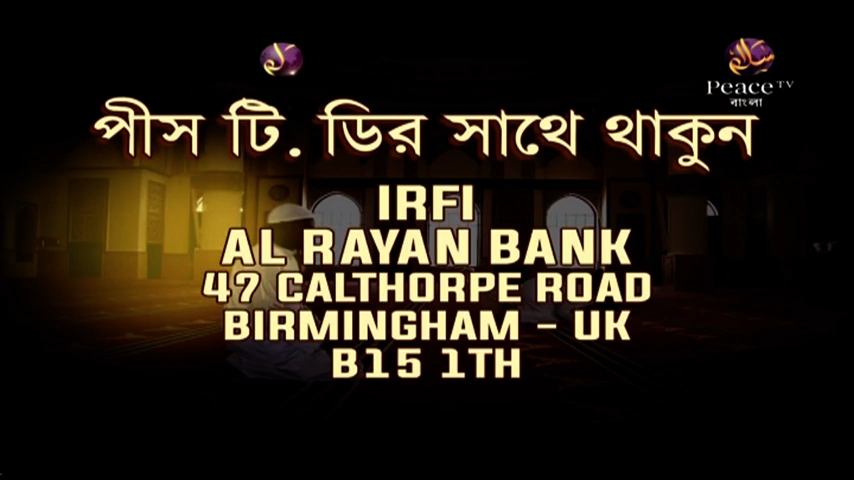 Peace TV
বাংলা
পীস টি. ডির সাথে থাকুন
IRFI
AL RAYAN BANK
47 CALTHORPE ROAD
BIRMINGHAM - UK
B15 1TH